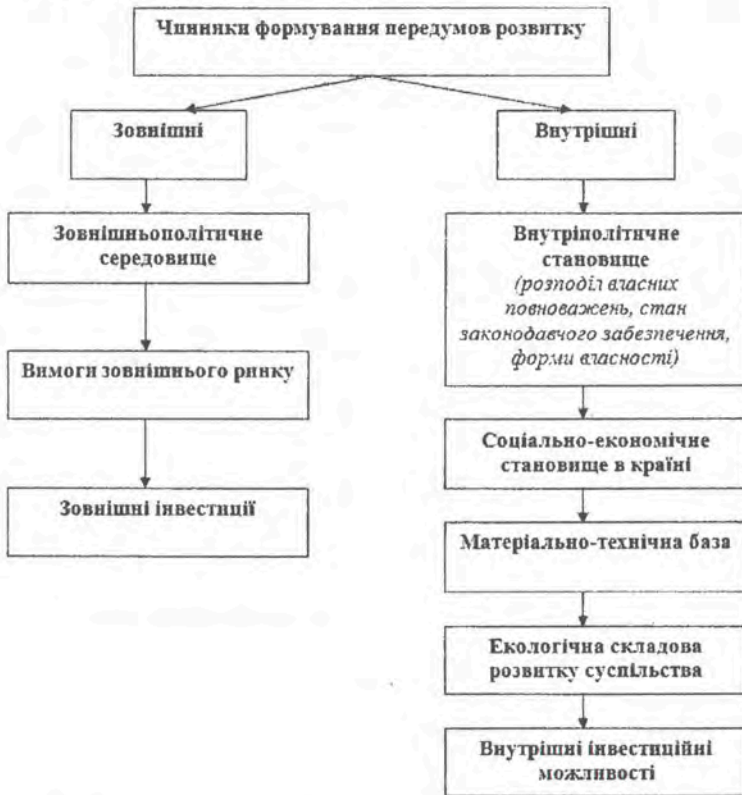 Чинники формування передумов розвитку
Зовнішні
Внутрішні
Зовнішньополітичне
середовище
Вимоги зовнішнього ринку
Зовнішні інвестиції
Внутріполітичне
становище
(розподіл власних
повноважень, стан
законодавчого забезпечення,
форми власності)
Соціально-економічне
становище в країні
Матеріально-технічна база
Екологічна складова
розвитку суспільства
Внутрішні інвестиційні
можливості